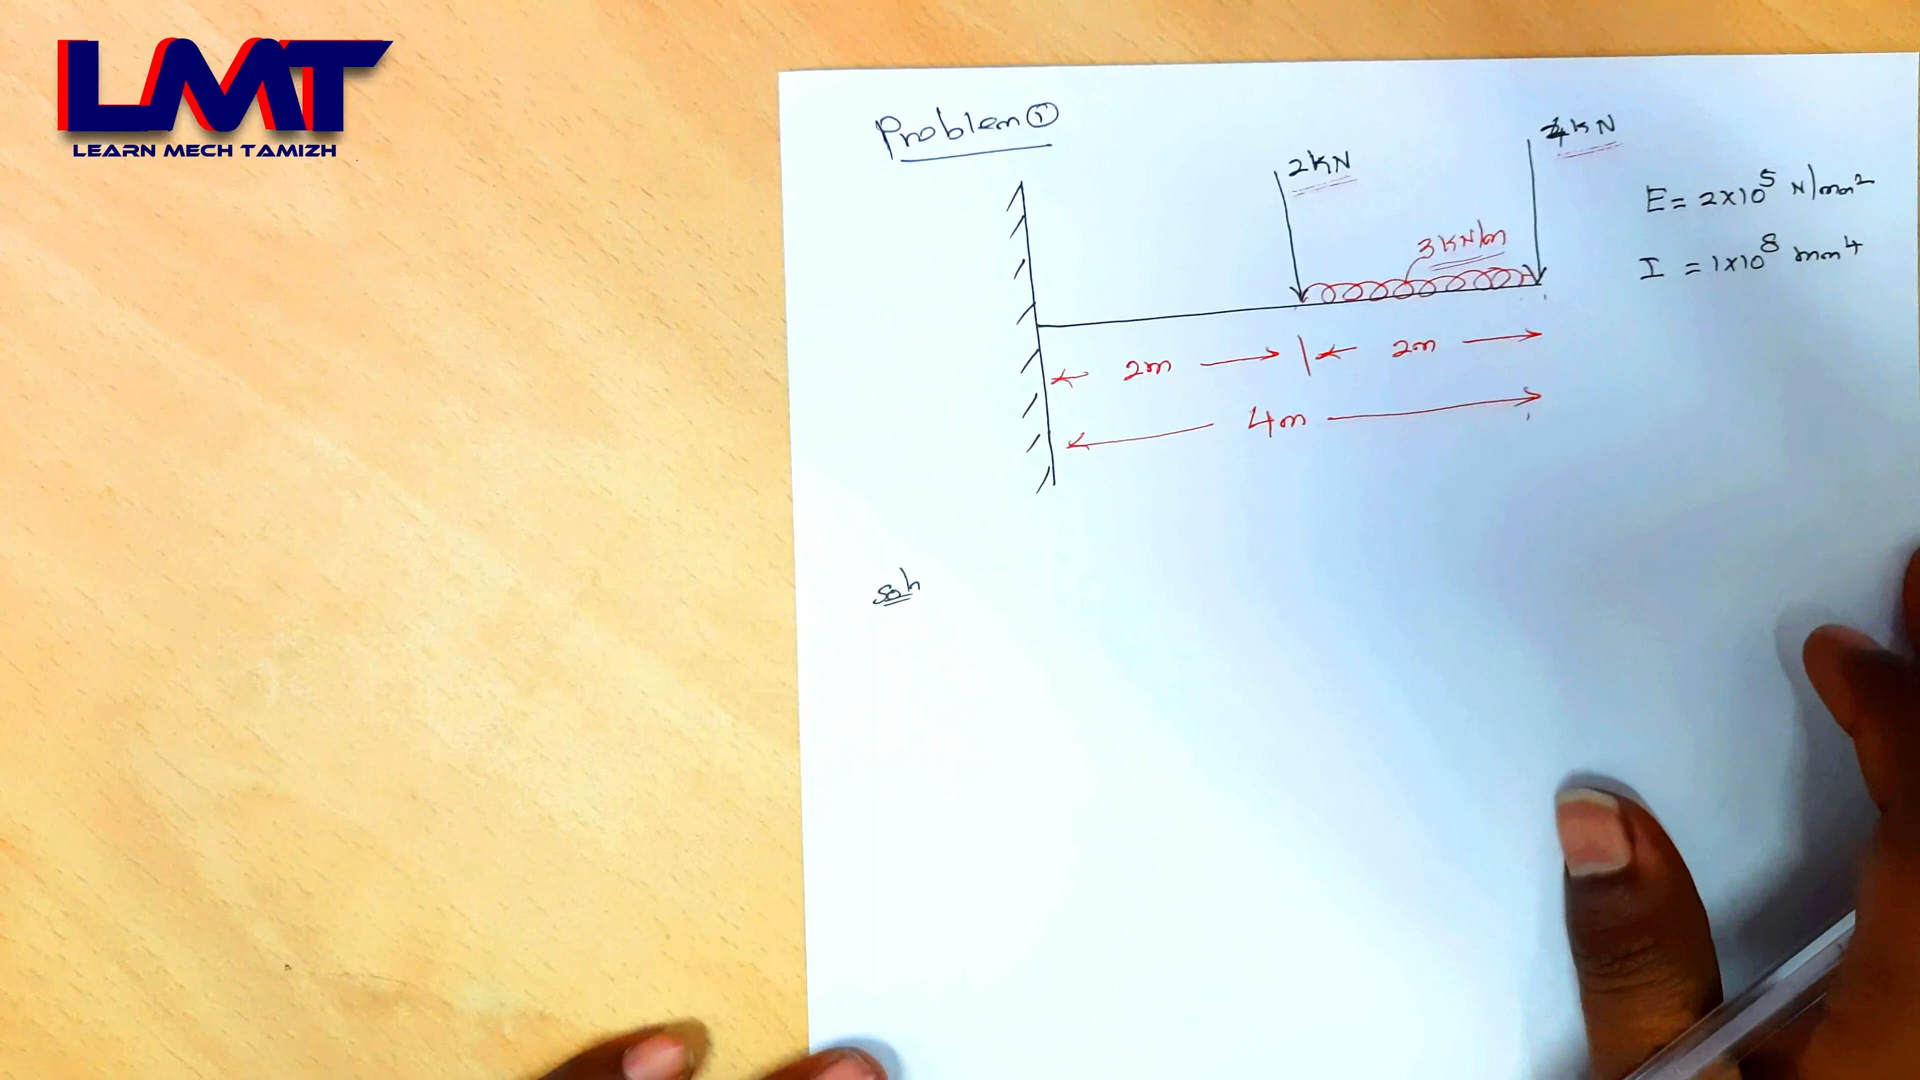 LMT
LEARN MECH TAMIZH
Problem ①
2KN
4KN
3KN/m
E = 2×10⁵ N/mm²
I = 1×10⁸ mm⁴
2m
2m
4m
Soln